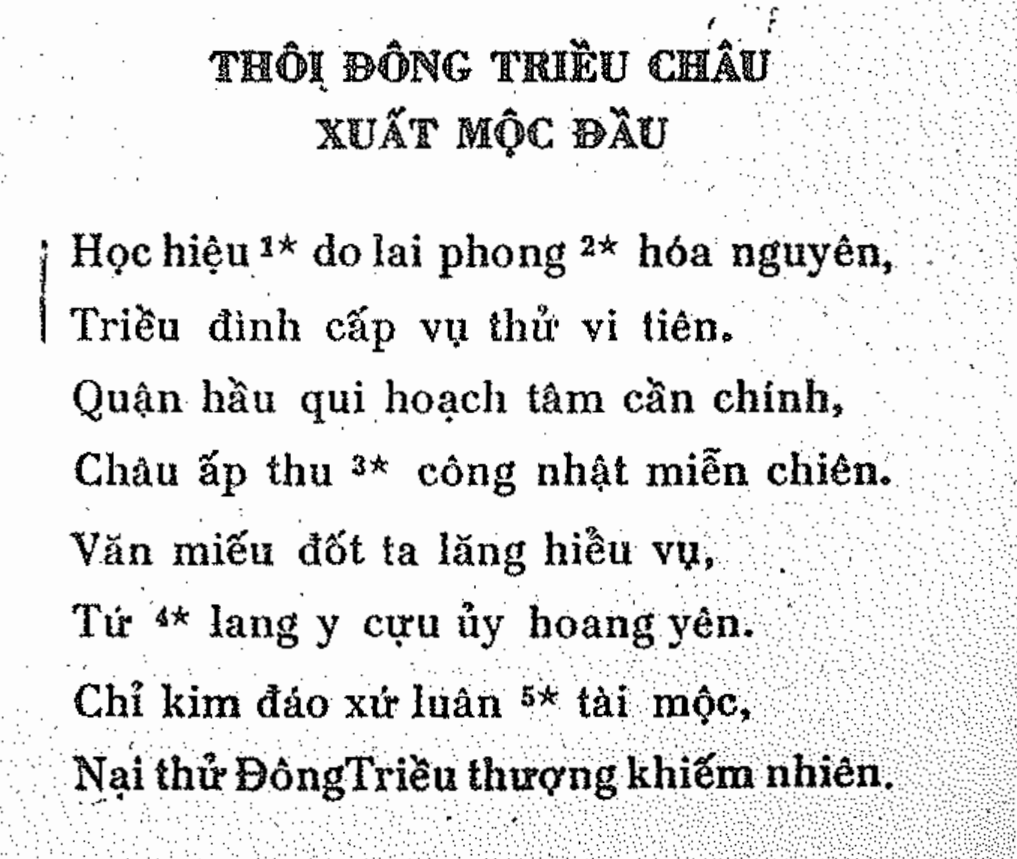 THÔI ĐÔNG TRIỀU CHÂU
XUẤT MỘC ĐẦU
Học hiệu ¹* do lai phong ²* hóa nguyên,
Triều đình cấp vụ thử vi tiên.
Quận hầu qui hoạch tâm cần chính,
Châu ấp thu ³* công nhật miễn chiên.
Văn miếu đốt ta lăng hiểu vụ,
Tứ ⁴* lang y cựu ủy hoang yên.
Chỉ kim đáo xứ luân ⁵* tài mộc,
Nại thử Đông Triều thượng khiếm nhiên.